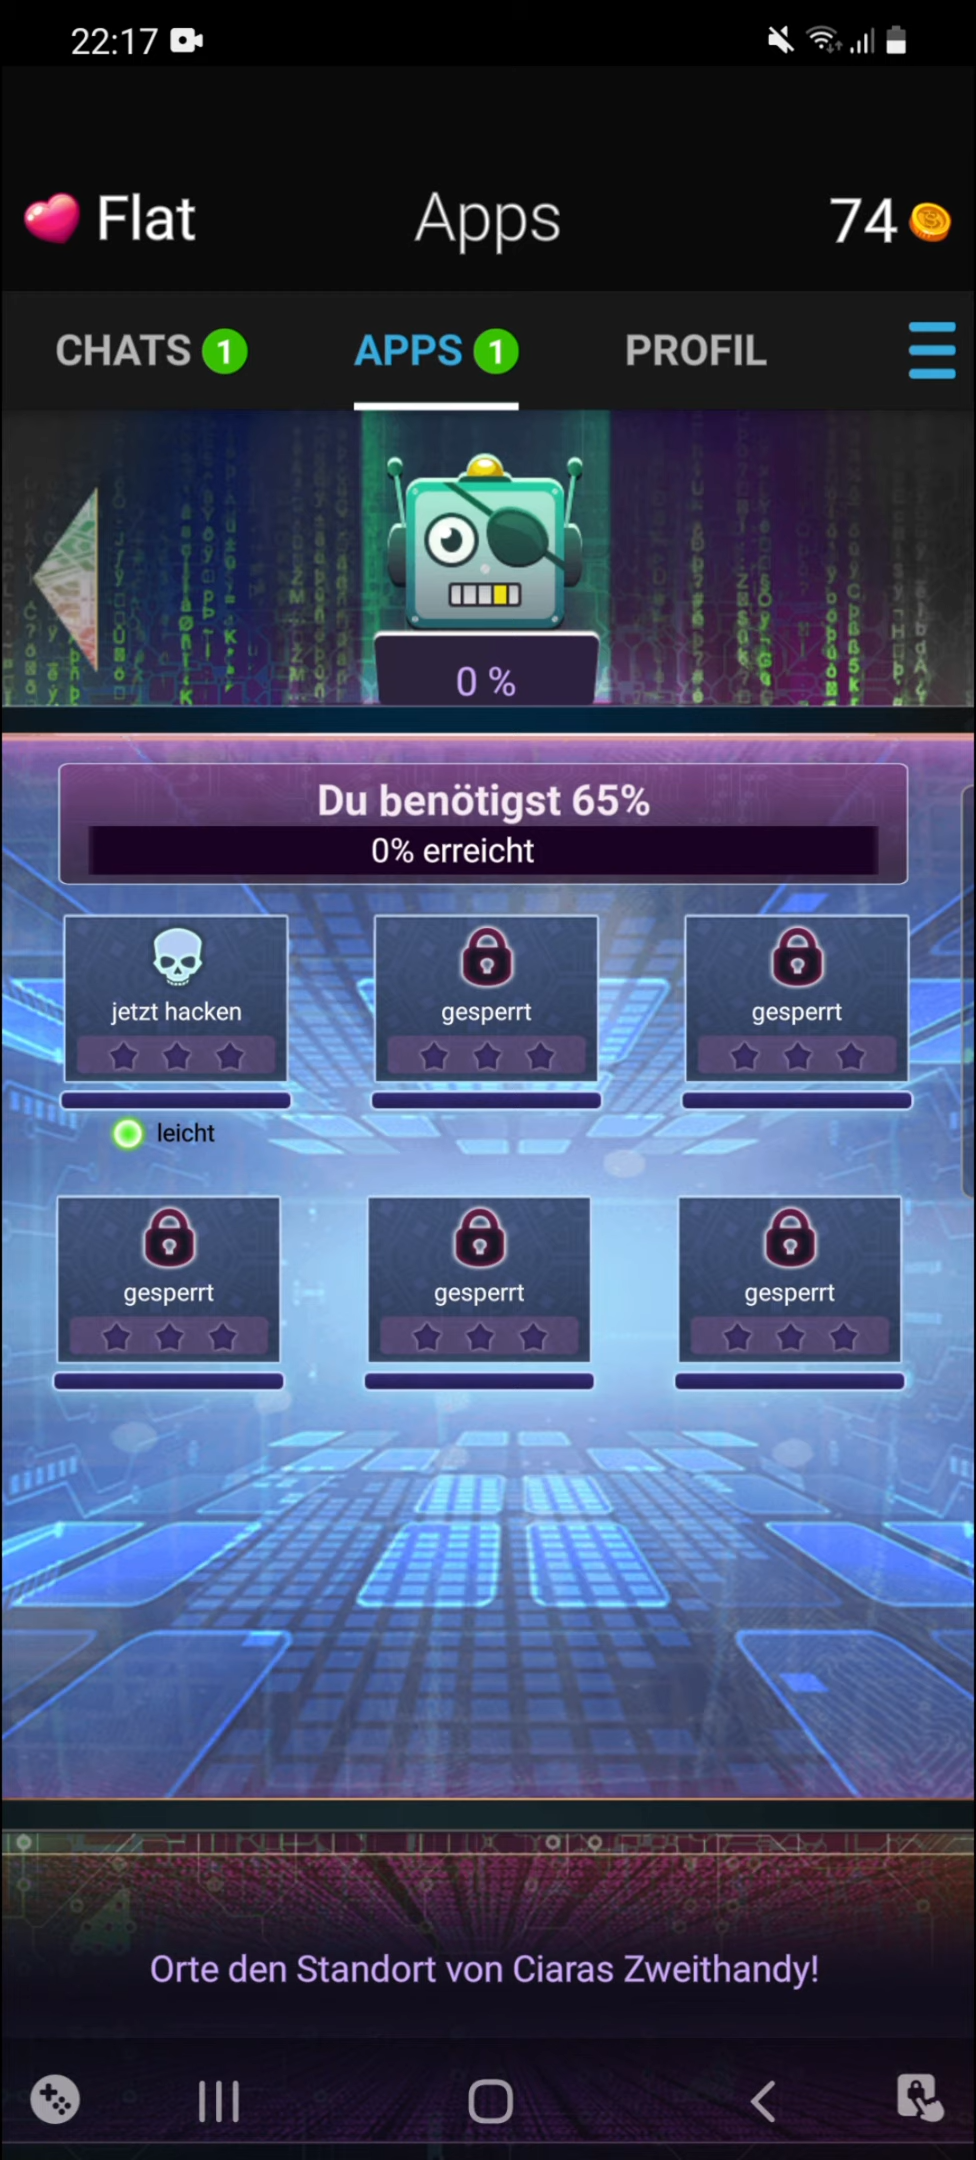 22:17
Flat
Apps
74
CHATS 1
APPS 1
PROFIL
0 %
Du benötigst 65%
0% erreicht
jetzt hacken
gesperrt
gesperrt
leicht
gesperrt
gesperrt
gesperrt
Orte den Standort von Ciaras Zweithandy!